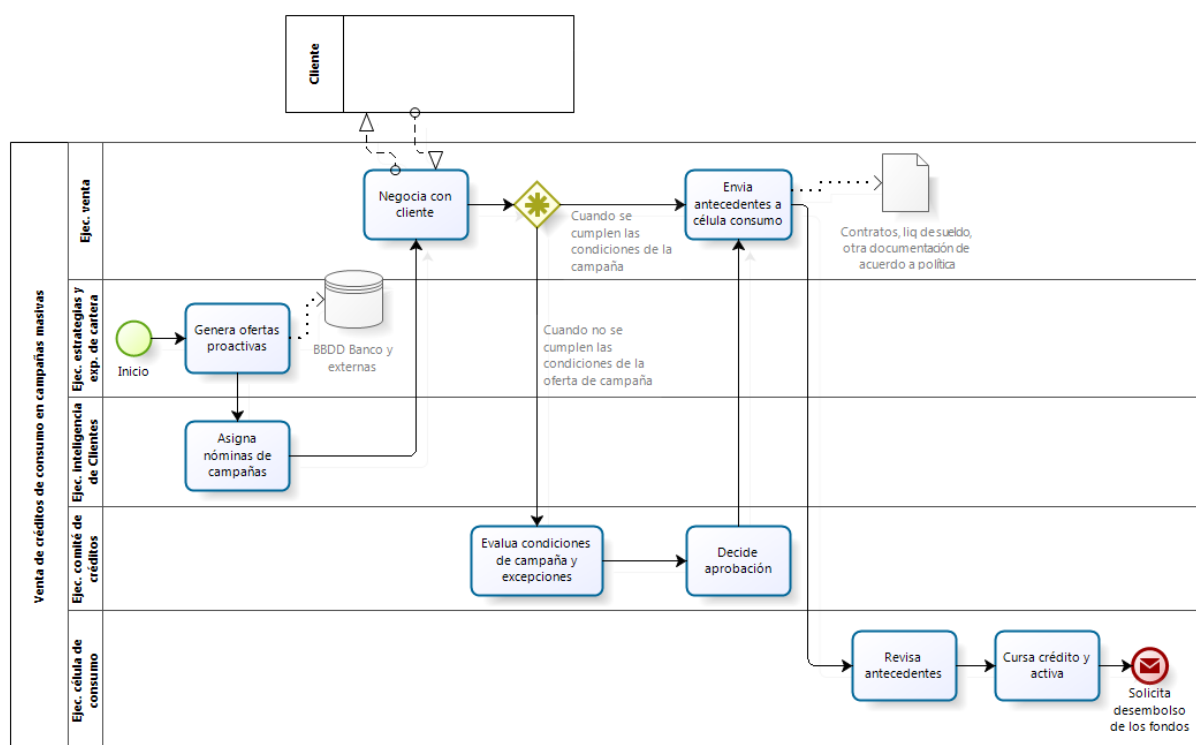 Cliente
Venta de créditos de consumo en campañas masivas
Ejec. venta
Negocia con
cliente
Cuando se
cumplen las
condiciones de la
campaña
Envia
antecedentes a
célula consumo
Contratos, liq de sueldo,
otra documentación de
acuerdo a política
Ejec. estrategias y
exp. de cartera
Inicio
Genera ofertas
proactivas
BBDD Banco y
externas
Cuando no se
cumplen las
condiciones de la
oferta de campaña
Ejec. inteligencia
de Clientes
Asigna
nóminas de
campañas
Ejec. comité de
créditos
Evalua condiciones
de campaña y
excepciones
Decide
aprobación
Ejec. célula de
consumo
Revisa
antecedentes
Cursa crédito y
activa
Solicita
desembolso
de los fondos